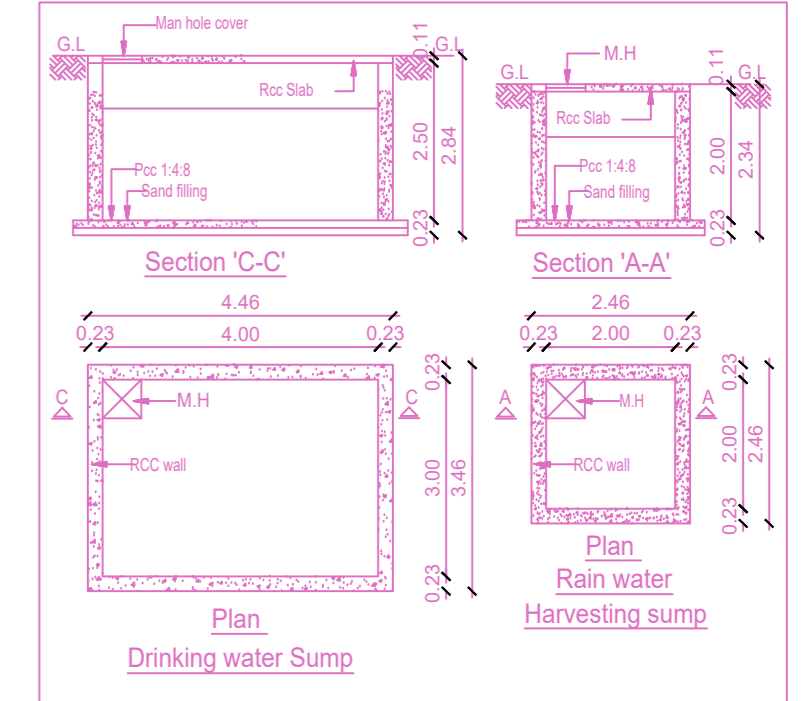 Man hole cover
G.L
G.L
0.11
Rcc Slab
2.50
2.84
Pcc 1:4:8
Sand filling
0.23
Section 'C-C'
M.H
G.L
G.L
0.11
Rcc Slab
2.00
2.34
Pcc 1:4:8
Sand filling
0.23
Section 'A-A'
4.46
0.23
4.00
0.23
C
C
M.H
RCC wall
0.23
3.00
3.46
0.23
Plan
Drinking water Sump
2.46
0.23
2.00
0.23
A
A
M.H
RCC wall
0.23
2.00
2.46
0.23
Plan
Rain water
Harvesting sump